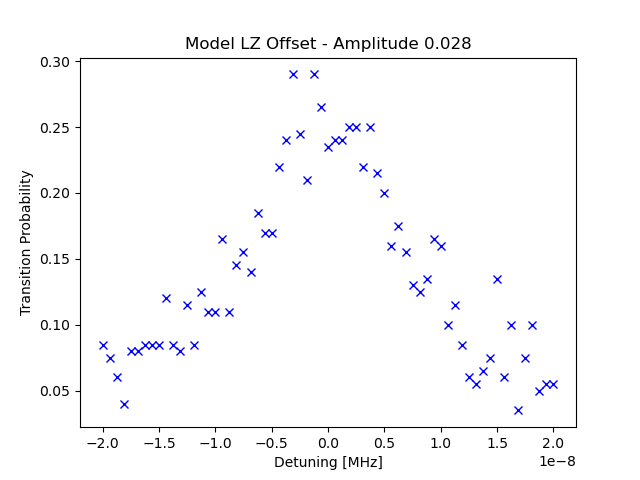 Model LZ Offset - Amplitude 0.028
Transition Probability
0.30
0.25
0.20
0.15
0.10
0.05
−2.0 −1.5 −1.0 −0.5 0.0 0.5 1.0 1.5 2.0
1e−8
Detuning [MHz]